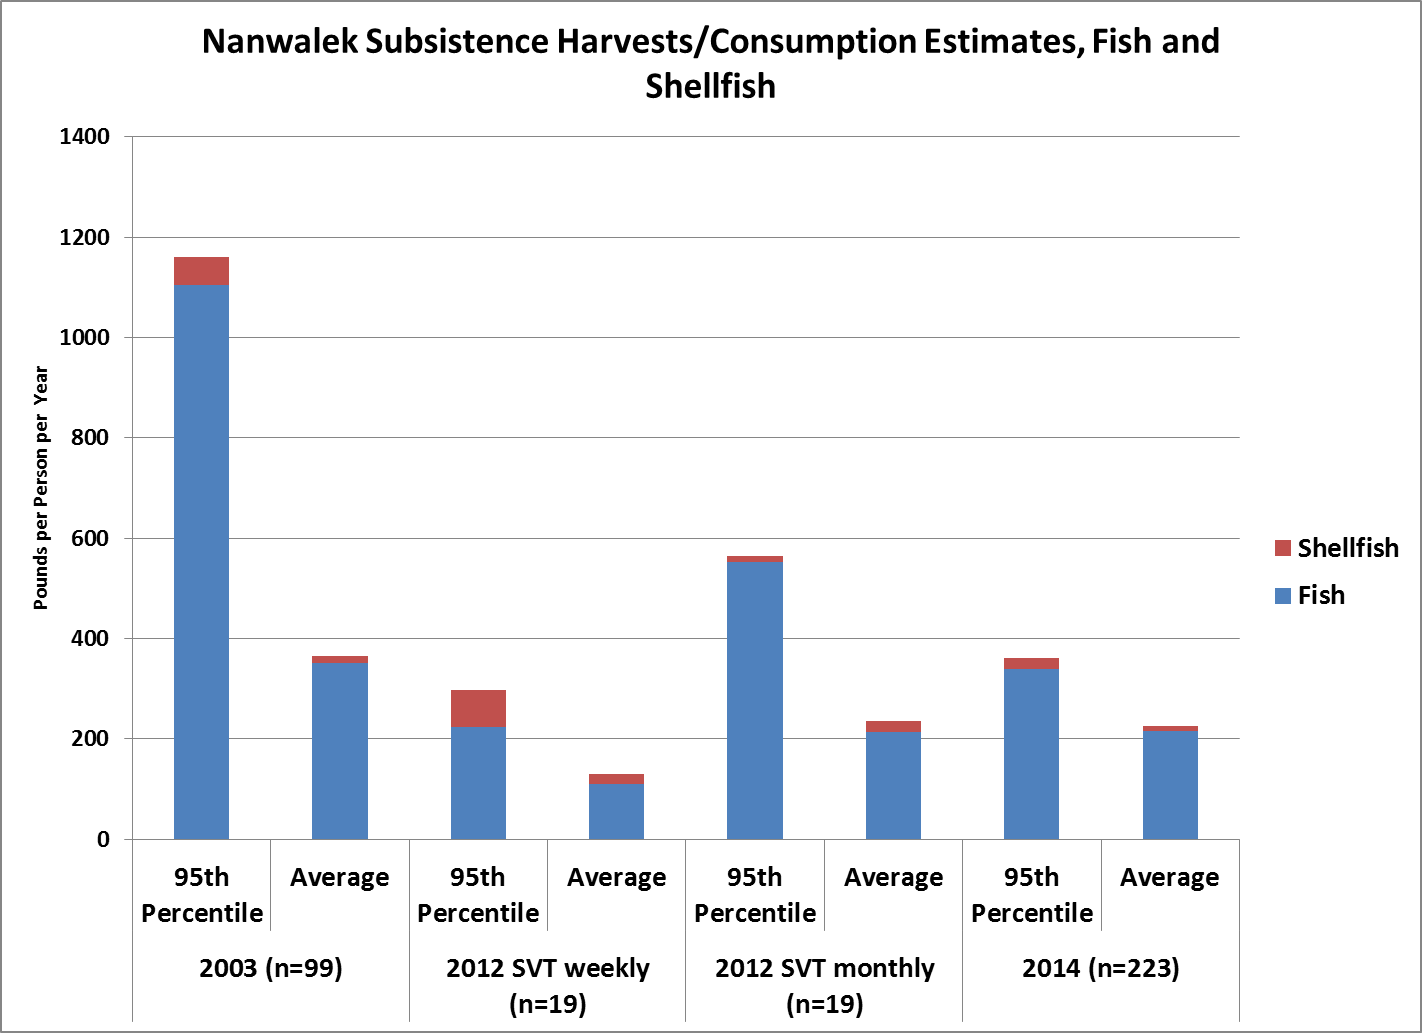 Nanwalek Subsistence Harvests/Consumption Estimates, Fish and
Shellfish
1400
1200
1000
800
600
400
200
0
Pounds per Person per Year
95th
Percentile
Average
95th
Percentile
Average
95th
Percentile
Average
95th
Percentile
Average
2003 (n=99)
2012 SVT weekly
(n=19)
2012 SVT monthly
(n=19)
2014 (n=223)
Shellfish
Fish